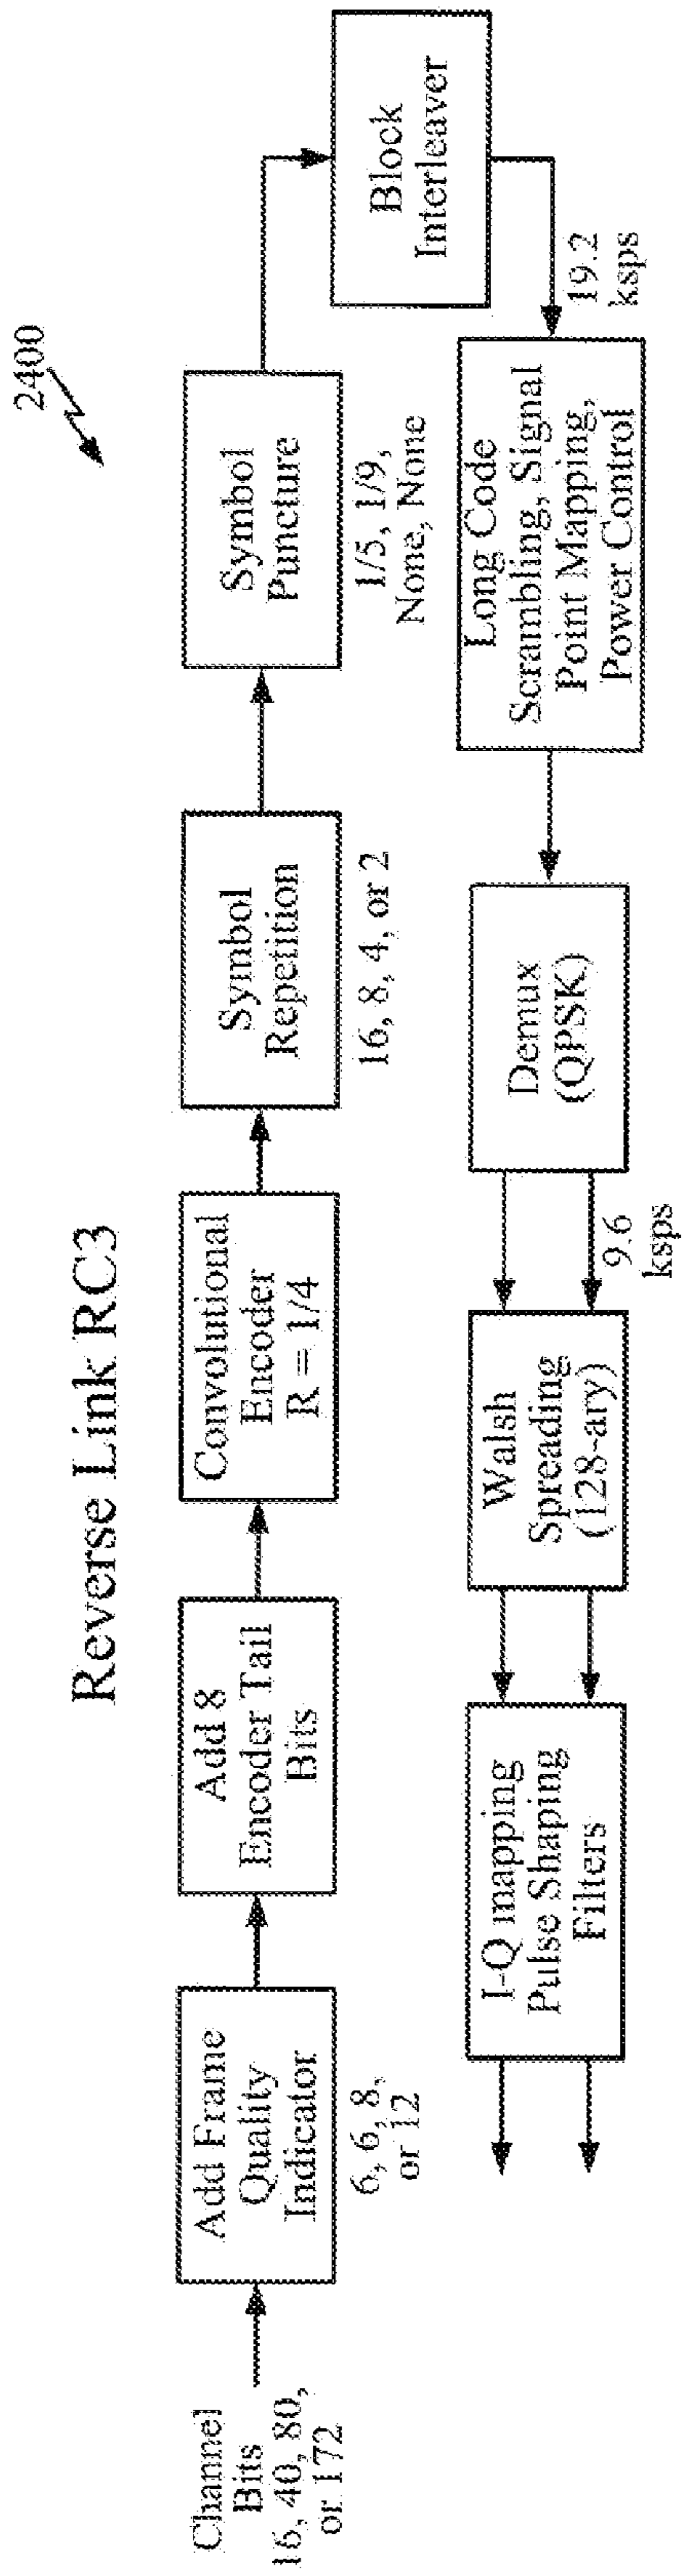 2400
Reverse Link RC3
Channel
Bits
16, 40, 80,
or 172
Add Frame
Quality
Indicator
6, 6, 8,
or 12
Add 8
Encoder Tail
Bits
Convolutional
Encoder
R = 1/4
Symbol
Repetition
16, 8, 4, or 2
Symbol
Puncture
1/5, 1/9,
None, None
Block
Interleaver
19.2
ksps
Long Code
Scrambling, Signal
Point Mapping,
Power Control
Demux
(QPSK)
9.6
ksps
Walsh
Spreading
(128-ary)
I-Q mapping
Pulse Shaping
Filters